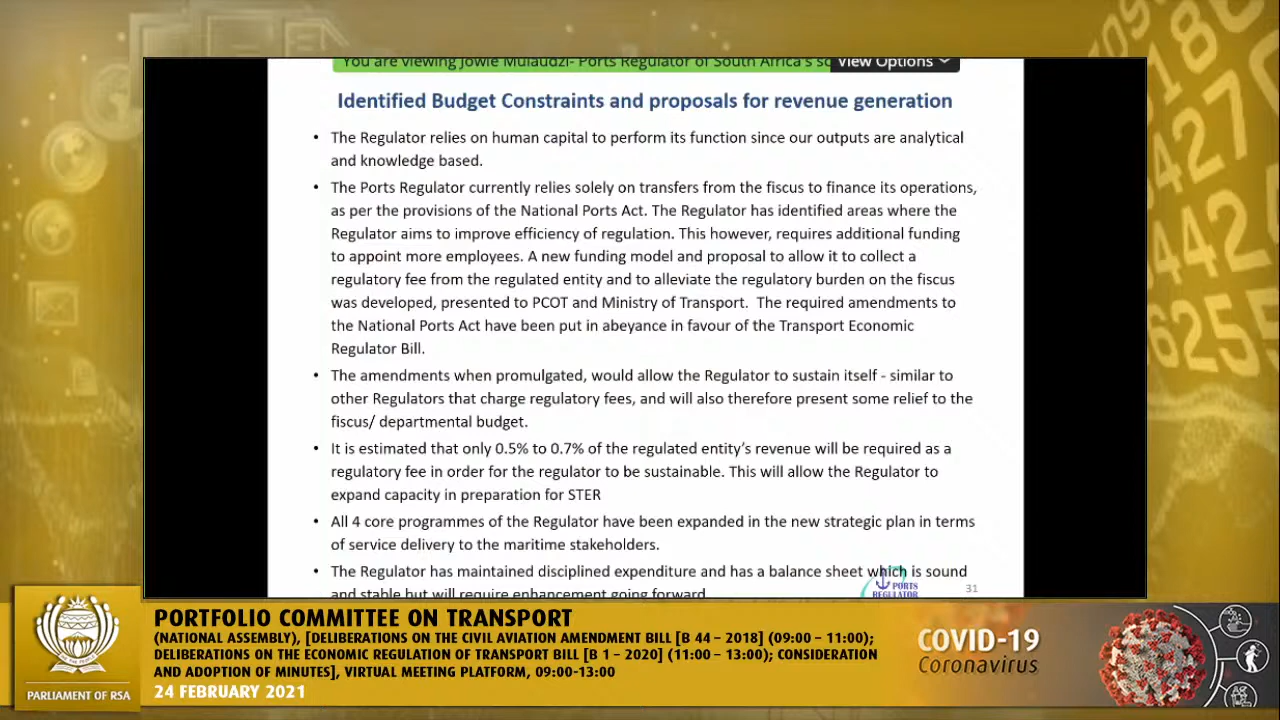 You are viewing Jowie Mulaudzi- Ports Regulator of South Africa's sc
View Options
Identified Budget Constraints and proposals for revenue generation
• The Regulator relies on human capital to perform its function since our outputs are analytical
and knowledge based.
• The Ports Regulator currently relies solely on transfers from the fiscus to finance its operations,
as per the provisions of the National Ports Act. The Regulator has identified areas where the
Regulator aims to improve efficiency of regulation. This however, requires additional funding
to appoint more employees. A new funding model and proposal to allow it to collect a
regulatory fee from the regulated entity and to alleviate the regulatory burden on the fiscus
was developed, presented to PCOT and Ministry of Transport. The required amendments to
the National Ports Act have been put in abeyance in favour of the Transport Economic
Regulator Bill.
• The amendments when promulgated, would allow the Regulator to sustain itself - similar to
other Regulators that charge regulatory fees, and will also therefore present some relief to the
fiscus/ departmental budget.
• It is estimated that only 0.5% to 0.7% of the regulated entity's revenue will be required as a
regulatory fee in order for the regulator to be sustainable. This will allow the Regulator to
expand capacity in preparation for STER
• All 4 core programmes of the Regulator have been expanded in the new strategic plan in terms
of service delivery to the maritime stakeholders.
• The Regulator has maintained disciplined expenditure and has a balance sheet which is sound
and stable but will require enhancement going forward
PORTS
REGULATOR
31
PORTFOLIO COMMITTEE ON TRANSPORT
(NATIONAL ASSEMBLY), [DELIBERATIONS ON THE CIVIL AVIATION AMENDMENT BILL [B 44 – 2018] (09:00 – 11:00);
DELIBERATIONS ON THE ECONOMIC REGULATION OF TRANSPORT BILL [B 1 – 2020] (11:00 – 13:00); CONSIDERATION
AND ADOPTION OF MINUTES], VIRTUAL MEETING PLATFORM, 09:00-13:00
24 FEBRUARY 2021
PARLIAMENT OF RSA
COVID-19
Coronavirus